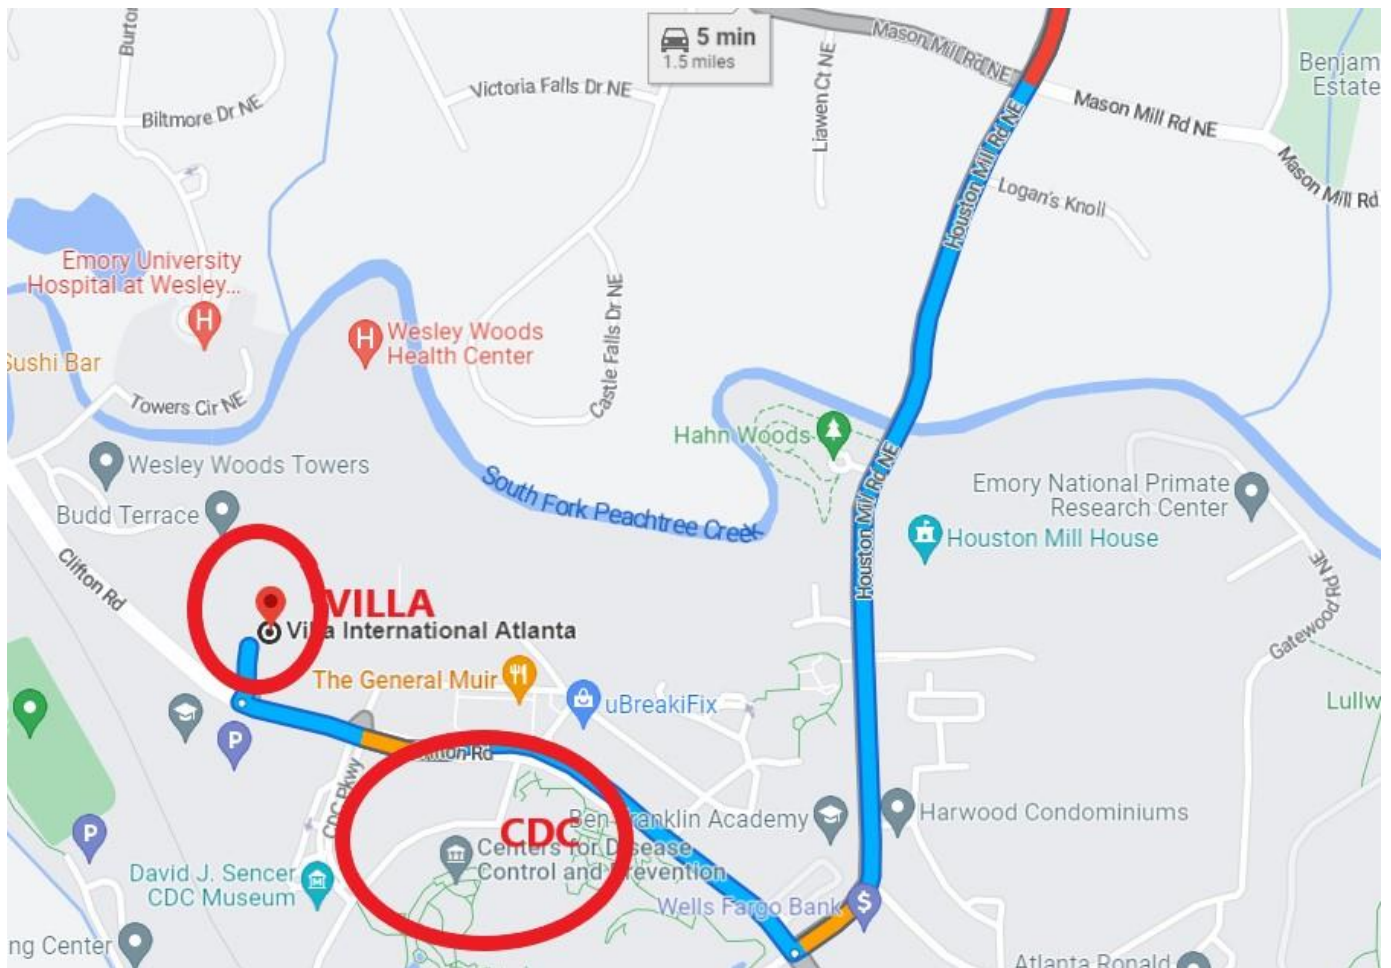 Burton
5 min
1.5 miles
Mason Mill Rd NE
Benjam
Estate
Victoria Falls Dr NE
Biltmore Dr NE
Liawen Ct NE
Houston Mill Rd NE
Mason Mill Rd NE
Mason Mill Rd
Logan's Knoll
Emory University
Hospital at Wesley...
H
Wesley Woods
Health Center
H
Sushi Bar
Castle Falls Dr NE
Towers Cir NE
Hahn Woods
Wesley Woods Towers
South Fork Peachtree Creek
Houston Mill Rd NE
Emory National Primate
Research Center
Budd Terrace
Houston Mill House
Clifton Rd
Gatewood Rd NE
VILLA
Villa International Atlanta
The General Muir
uBreakiFix
Lullw
P
CDC Pkwy
Ben Franklin Academy
Harwood Condominiums
CDC
Centers for Disease
Control and Prevention
P
David J. Sencer
CDC Museum
Wells Fargo Bank
$
ng Center
Atlanta Ronald